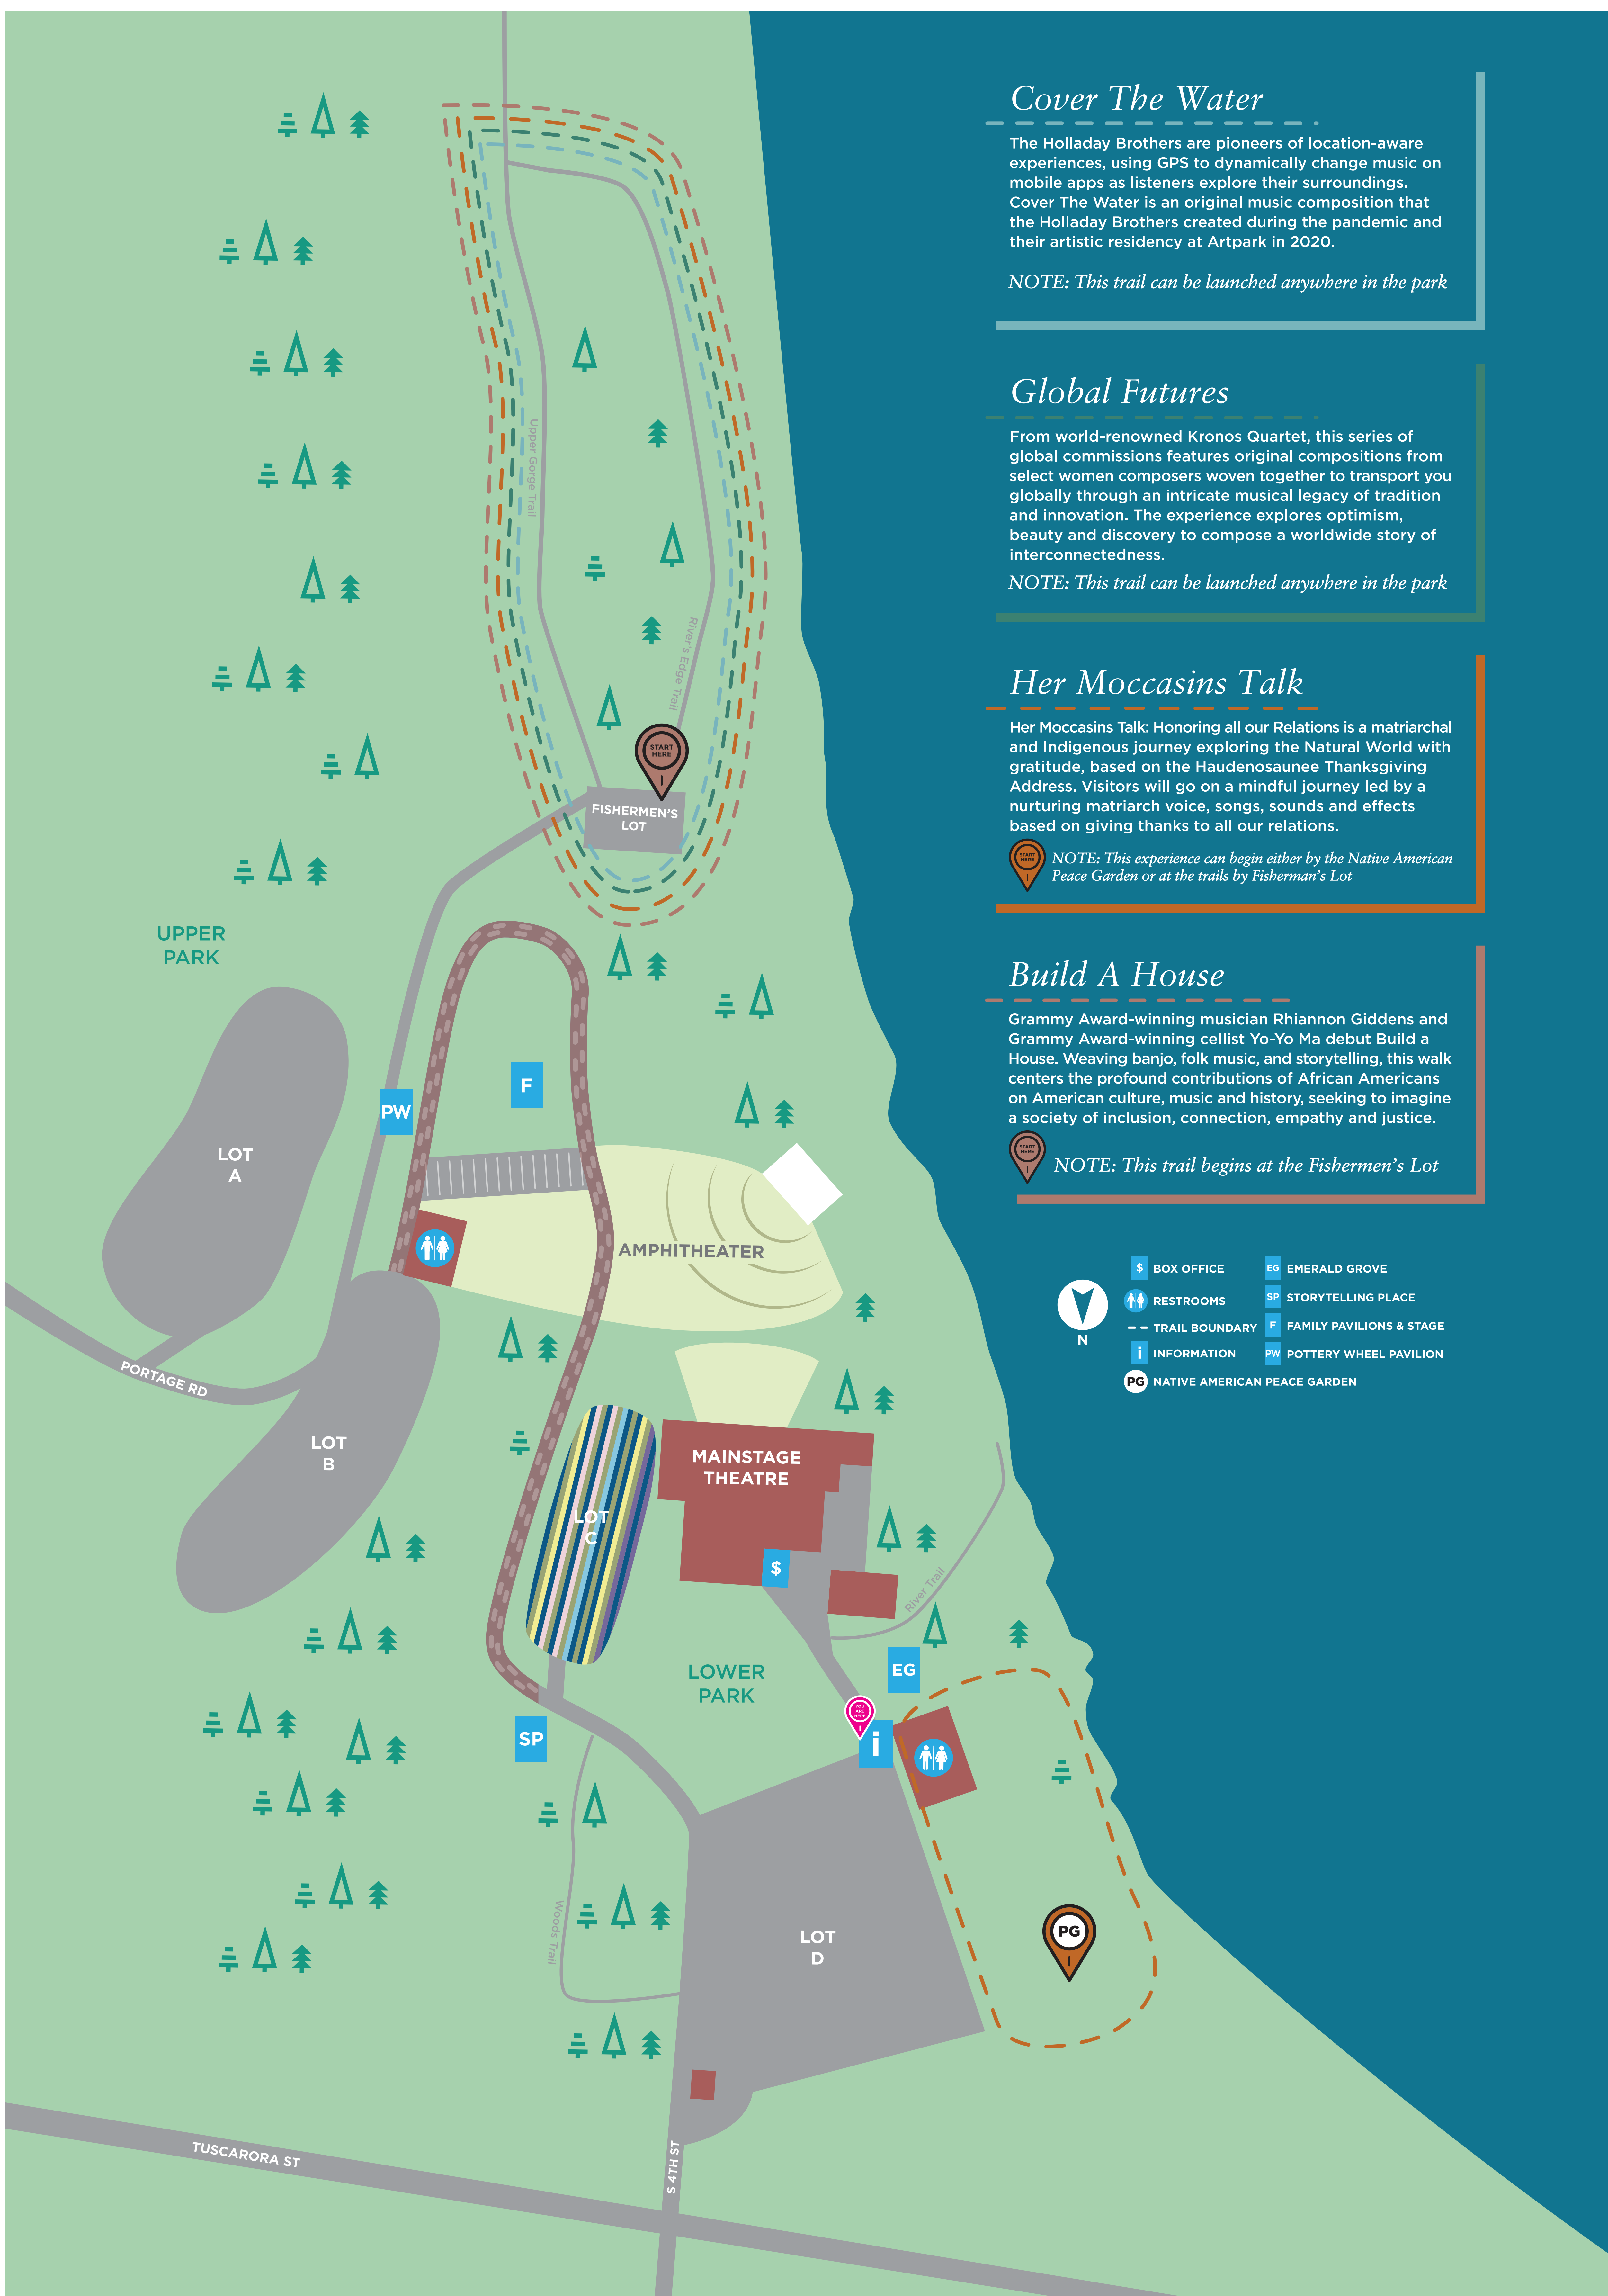 Cover The Water
The Holladay Brothers are pioneers of location-aware
experiences, using GPS to dynamically change music on
mobile apps as listeners explore their surroundings.
Cover The Water is an original music composition that
the Holladay Brothers created during the pandemic and
their artistic residency at Artpark in 2020.
NOTE: This trail can be launched anywhere in the park
Global Futures
From world-renowned Kronos Quartet, this series of
global commissions features original compositions from
select women composers woven together to transport you
globally through an intricate musical legacy of tradition
and innovation. The experience explores optimism,
beauty and discovery to compose a worldwide story of
interconnectedness.
NOTE: This trail can be launched anywhere in the park
Her Moccasins Talk
Her Moccasins Talk: Honoring all our Relations is a matriarchal
and Indigenous journey exploring the Natural World with
gratitude, based on the Haudenosaunee Thanksgiving
Address. Visitors will go on a mindful journey led by a
nurturing matriarch voice, songs, sounds and effects
based on giving thanks to all our relations.
START
HERE
NOTE: This experience can begin either by the Native American
Peace Garden or at the trails by Fisherman's Lot
Build A House
Grammy Award-winning musician Rhiannon Giddens and
Grammy Award-winning cellist Yo-Yo Ma debut Build a
House. Weaving banjo, folk music, and storytelling, this walk
centers the profound contributions of African Americans
on American culture, music and history, seeking to imagine
a society of inclusion, connection, empathy and justice.
START
HERE
NOTE: This trail begins at the Fishermen's Lot
N
$ BOX OFFICE
RESTROOMS
TRAIL BOUNDARY
i INFORMATION
PG NATIVE AMERICAN PEACE GARDEN
EG EMERALD GROVE
SP STORYTELLING PLACE
F FAMILY PAVILIONS & STAGE
PW POTTERY WHEEL PAVILION
Upper Gorge Trail
River's Edge Trail
START
HERE
FISHERMEN'S
LOT
UPPER
PARK
F
PW
LOT
A
AMPHITHEATER
PORTAGE RD
LOT
B
MAINSTAGE
THEATRE
LOT
C
$
River Trail
LOWER
PARK
EG
YOU
ARE
HERE
SP
i
Woods Trail
PG
LOT
D
TUSCARORA ST
S 4TH ST